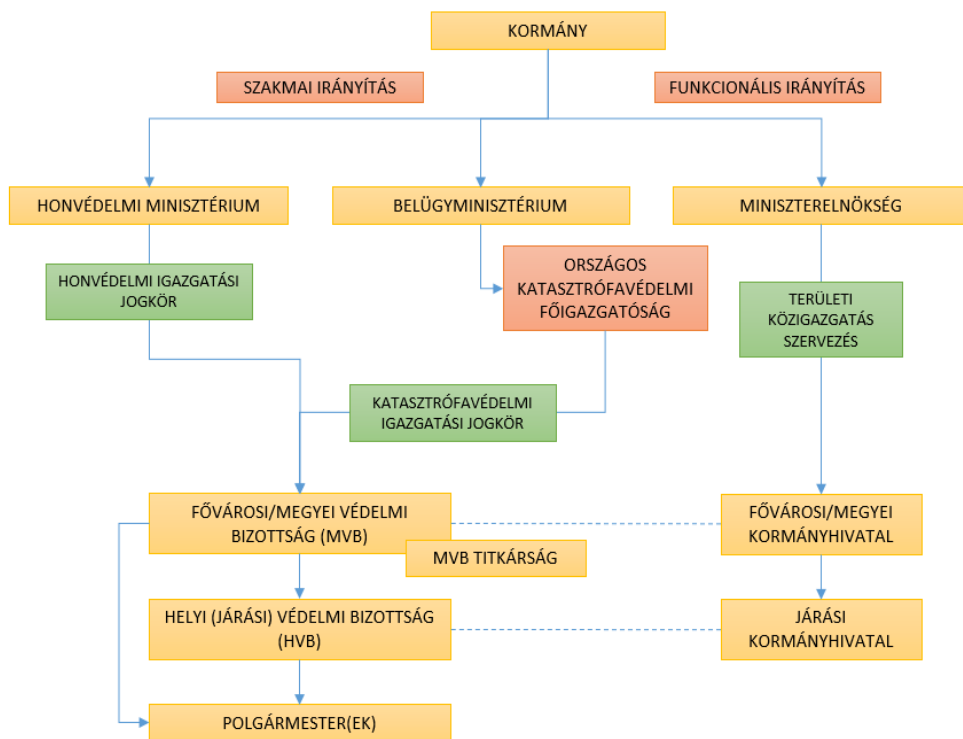 KORMÁNY
SZAKMAI IRÁNYÍTÁS
FUNKCIONÁLIS IRÁNYÍTÁS
HONVÉDELMI MINISZTÉRIUM
BELÜGYMINISZTÉRIUM
MINISZTERELNÖKSÉG
HONVÉDELMI IGAZGATÁSI
JOGKÖR
ORSZÁGOS
KATASZTRÓFAVÉDELMI
FŐIGAZGATÓSÁG
TERÜLETI
KÖZIGAZGATÁS
SZERVEZÉS
KATASZTRÓFAVÉDELMI
IGAZGATÁSI JOGKÖR
FŐVÁROSI/MEGYEI VÉDELMI
BIZOTTSÁG (MVB)
MVB TITKÁRSÁG
FŐVÁROSI/MEGYEI
KORMÁNYHIVATAL
HELYI (JÁRÁSI) VÉDELMI BIZOTTSÁG
(HVB)
JÁRÁSI
KORMÁNYHIVATAL
POLGÁRMESTER(EK)